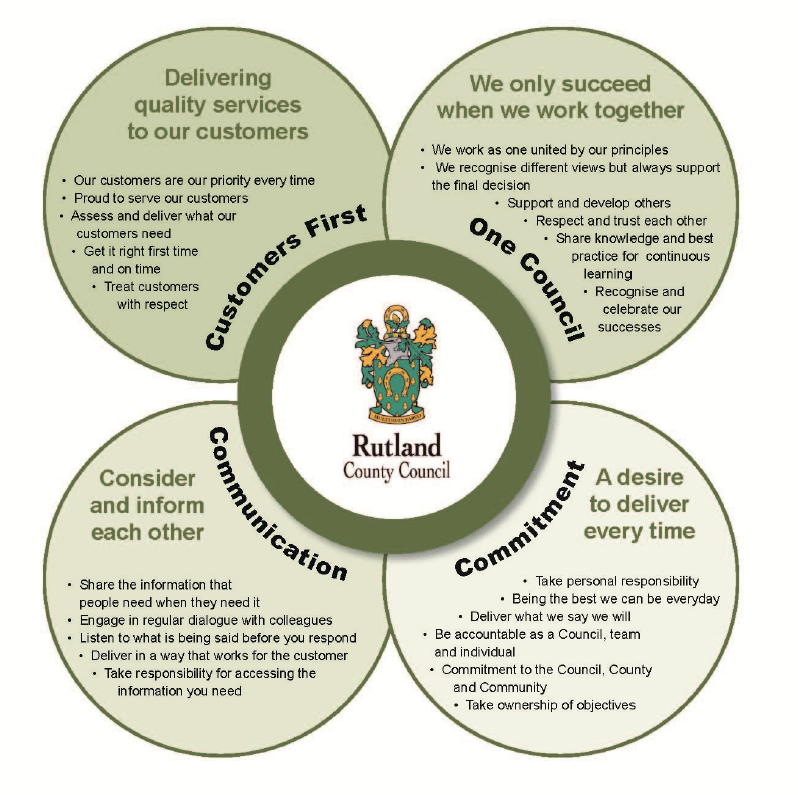 Delivering
quality services
to our customers
• Our customers are our priority every time
• Proud to serve our customers
• Assess and deliver what our
customers need
• Get it right first time
and on time
• Treat customers
with respect
Customers First
We only succeed
when we work together
• We work as one united by our principles
• We recognise different views but always support
the final decision
• Support and develop others
• Respect and trust each other
• Share knowledge and best
practice for continuous
learning
• Recognise and
celebrate our
successes
One Council
Rutland
County Council
Consider
and inform
each other
• Share the information that
people need when they need it
• Engage in regular dialogue with colleagues
• Listen to what is being said before you respond
• Deliver in a way that works for the customer
• Take responsibility for accessing the
information you need
Communication
A desire
to deliver
every time
• Take personal responsibility
• Being the best we can be everyday
• Deliver what we say we will
• Be accountable as a Council, team
and individual
• Commitment to the Council, County
and Community
• Take ownership of objectives
Commitment